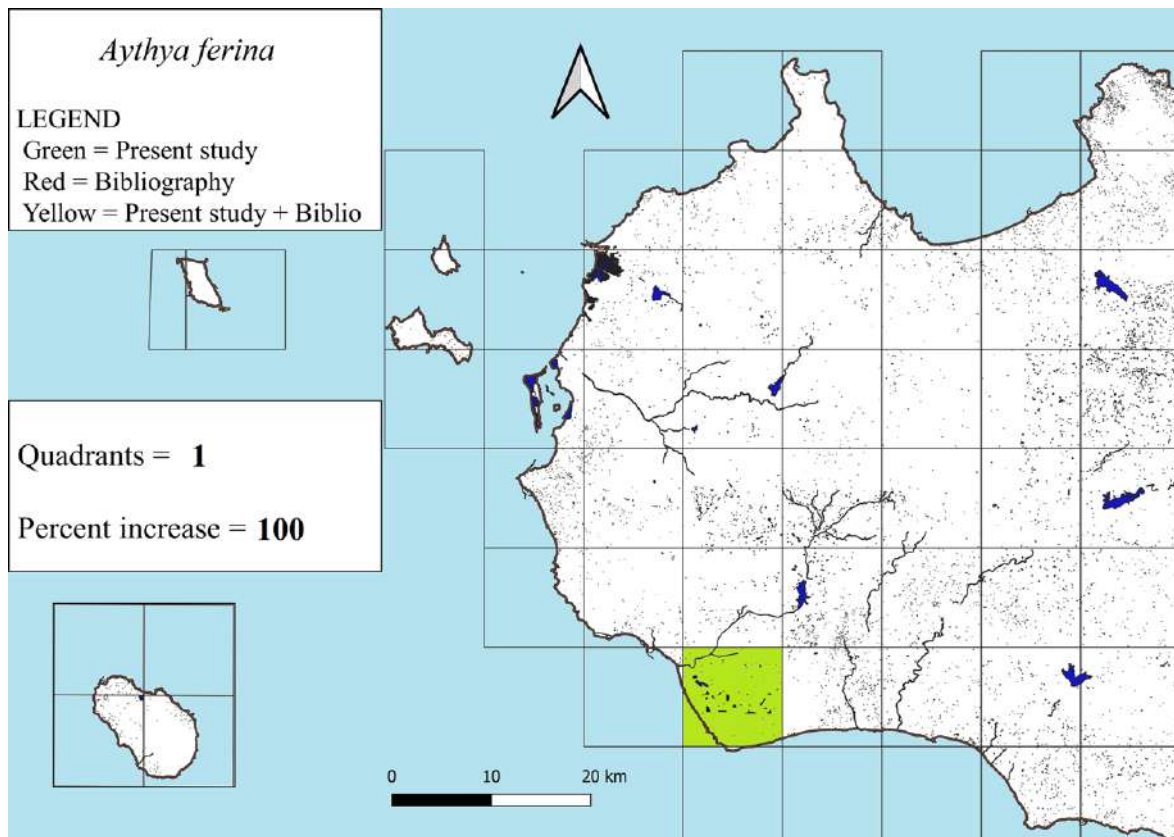 Aythya ferina
LEGEND
Green = Present study
Red = Bibliography
Yellow = Present study + Biblio
Quadrants = 1
Percent increase = 100
0 10 20 km